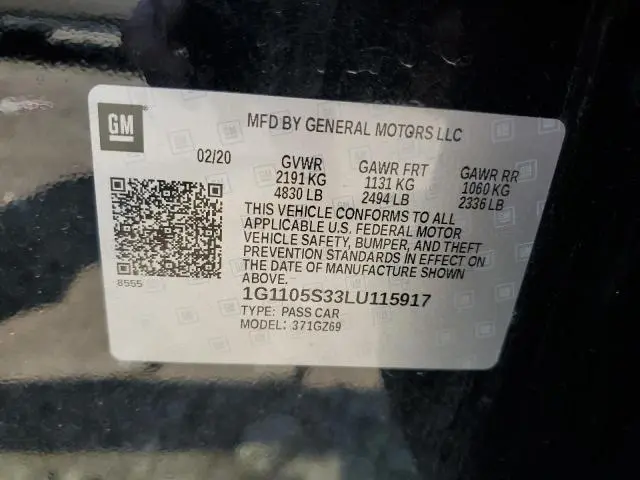 GM
MFD BY GENERAL MOTORS LLC
02/20 GVWR GAWR FRT GAWR RR
2191 KG 1131 KG 1060 KG
4830 LB 2494 LB 2336 LB
THIS VEHICLE CONFORMS TO ALL
APPLICABLE U.S. FEDERAL MOTOR
VEHICLE SAFETY, BUMPER, AND THEFT
PREVENTION STANDARDS IN EFFECT ON
THE DATE OF MANUFACTURE SHOWN
ABOVE.
8555
1G1105S33LU115917
TYPE: PASS CAR
MODEL: 371GZ69